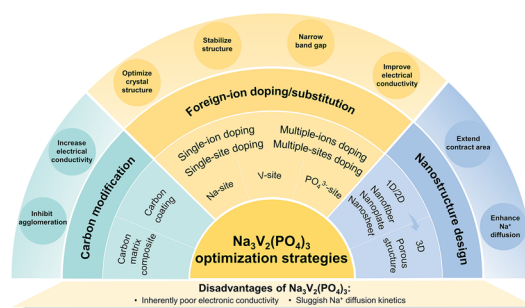 Narrow
band gap
Stabilize
structure
Optimize
crystal
structure
Improve
electrical
conductivity
Increase
electrical
conductivity
Inhibit
agglomeration
Extend
contract area
Enhance
Na⁺
diffusion
Foreign-ion doping/substitution
Carbon modification
Nanostructure design
Single-ion doping
Single-site doping
Multiple-ions doping
Multiple-sites doping
Na-site
V-site
PO₄³⁻-site
Carbon
coating
Carbon
matrix
composite
1D/2D
Nanofiber
Nanoplate
Nanosheet
3D
Porous
structure
Na₃V₂(PO₄)₃
optimization strategies
Disadvantages of Na₃V₂(PO₄)₃:
• Inherently poor electronic conductivity • Sluggish Na⁺ diffusion kinetics